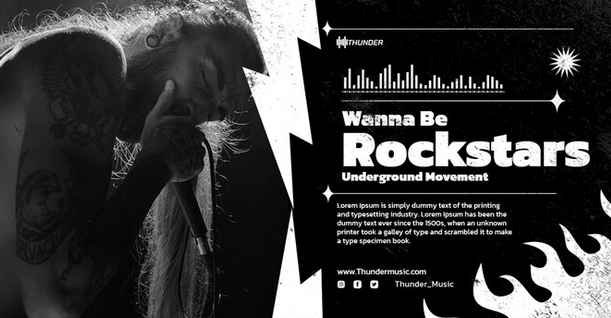 THUNDER
Wanna Be
Rockstars
Underground Movement
Lorem Ipsum is simply dummy text of the printing
and typesetting industry. Lorem Ipsum has been the
dummy text ever since the 1500s, when an unknown
printer took a galley of type and scrambled it to make
a type specimen book.
www.Thundermusic.com
Thunder_Music